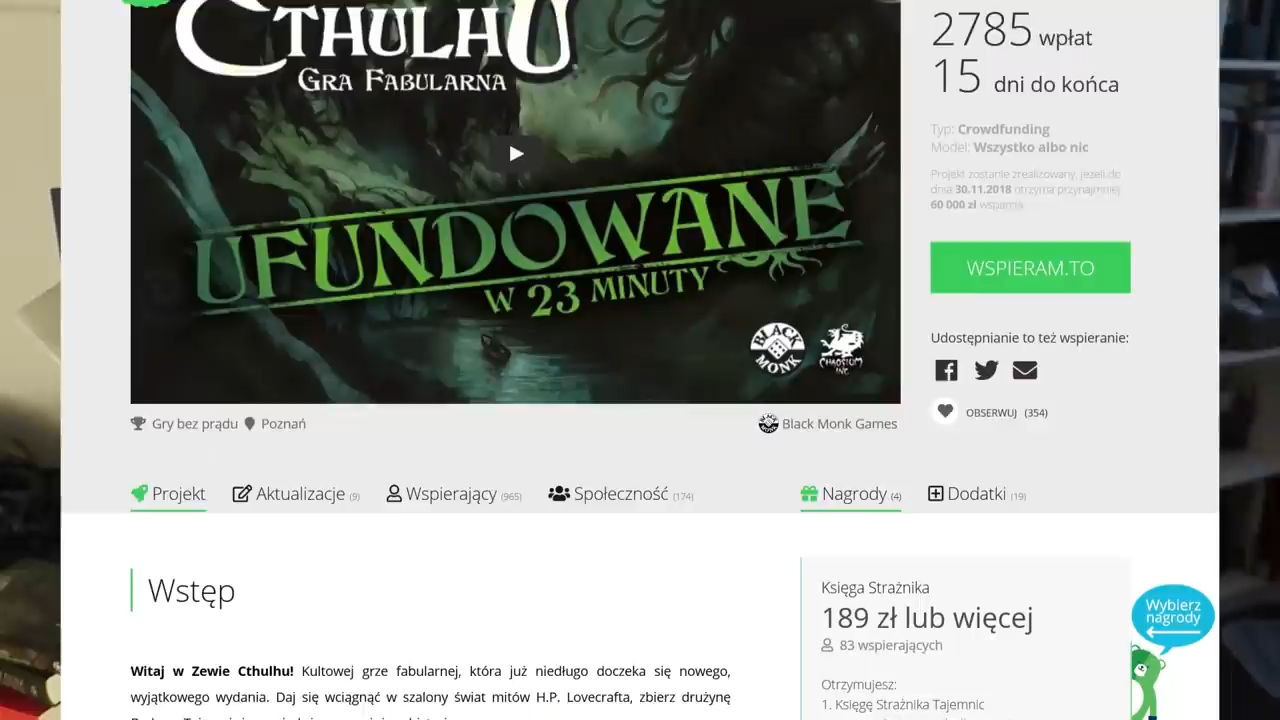 CTHULHU
GRA FABULARNA
UFUNDOWANE
W 23 MINUTY
BLACK
MONK
CHAOSIUM
INC
Gry bez prądu Poznań
Black Monk Games
2785 wpłat
15 dni do końca
Typ: Crowdfunding
Model: Wszystko albo nic
Projekt zostanie zrealizowany, jeżeli do
dnia 30.11.2018 otrzyma przynajmniej
60 000 zł wsparcia.
WSPIERAM.TO
Udostępnianie to też wspieranie:
OBSERWUJ (354)
Projekt Aktualizacje (9) Wspierający (965) Społeczność (174)
Nagrody (4) Dodatki (19)
Wstęp
Witaj w Zewie Cthulhu! Kultowej grze fabularnej, która już niedługo doczeka się nowego,
wyjątkowego wydania. Daj się wciągnąć w szalony świat mitów H.P. Lovecrafta, zbierz drużynę
Księga Strażnika
189 zł lub więcej
83 wspierających
Otrzymujesz:
1. Księgę Strażnika Tajemnic
Wybierz
nagrody